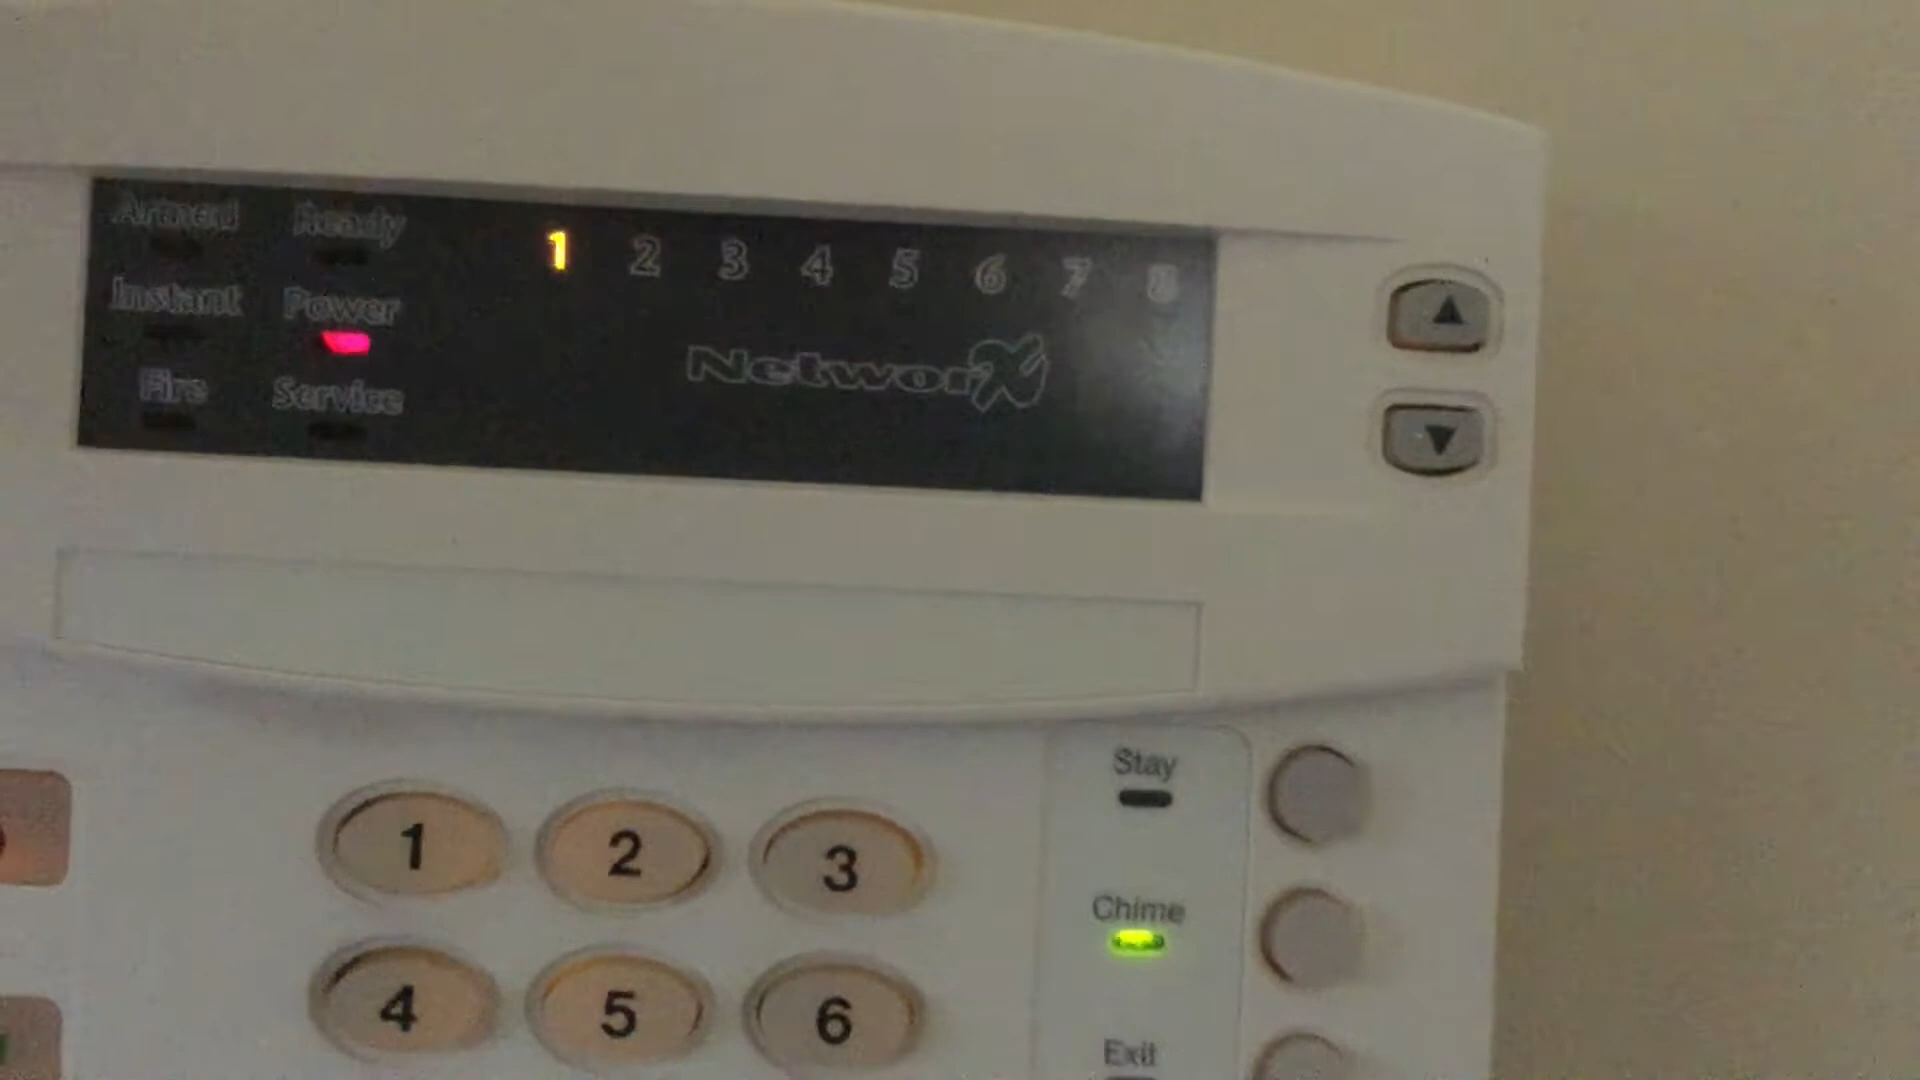 Armed Ready 1 2 3 4 5 6 7 8
Instant Power
NetworX
Fire Service
Stay
1 2 3
Chime
4 5 6
Exit